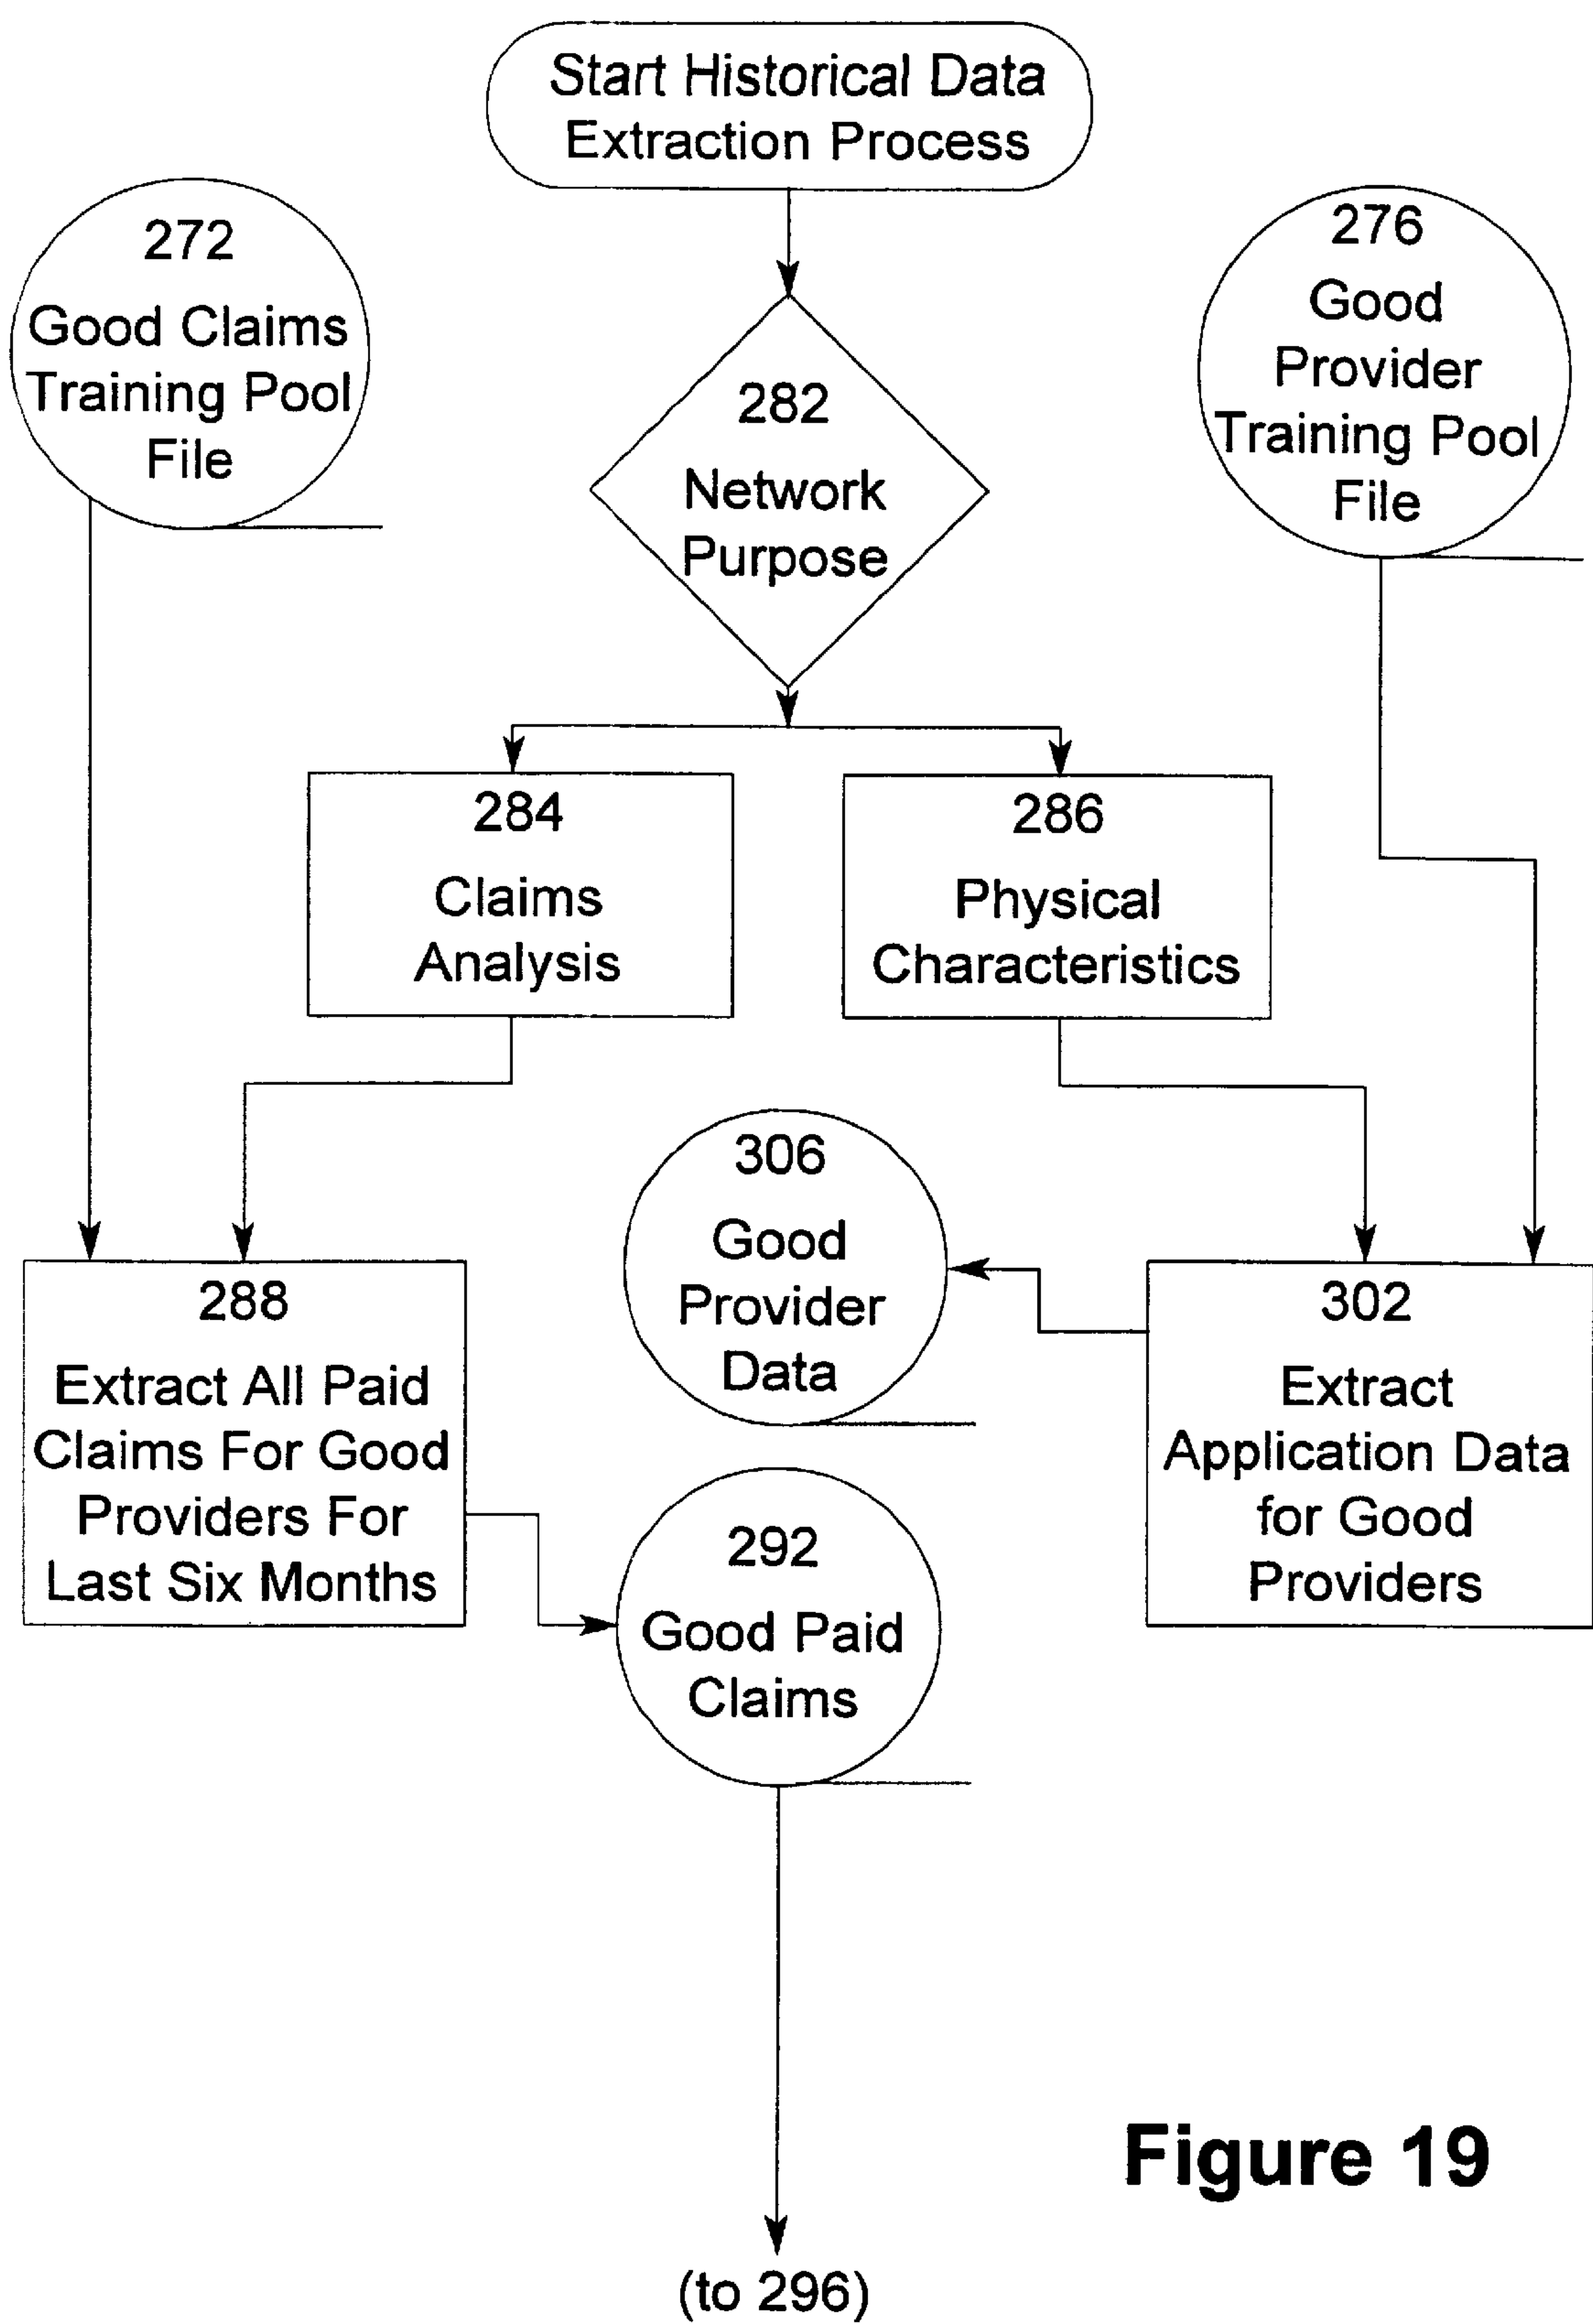 Start Historical Data
Extraction Process
272
Good Claims
Training Pool
File
282
Network
Purpose
276
Good
Provider
Training Pool
File
284
Claims
Analysis
286
Physical
Characteristics
306
Good
Provider
Data
288
Extract All Paid
Claims For Good
Providers For
Last Six Months
302
Extract
Application Data
for Good
Providers
292
Good Paid
Claims
Figure 19
(to 296)